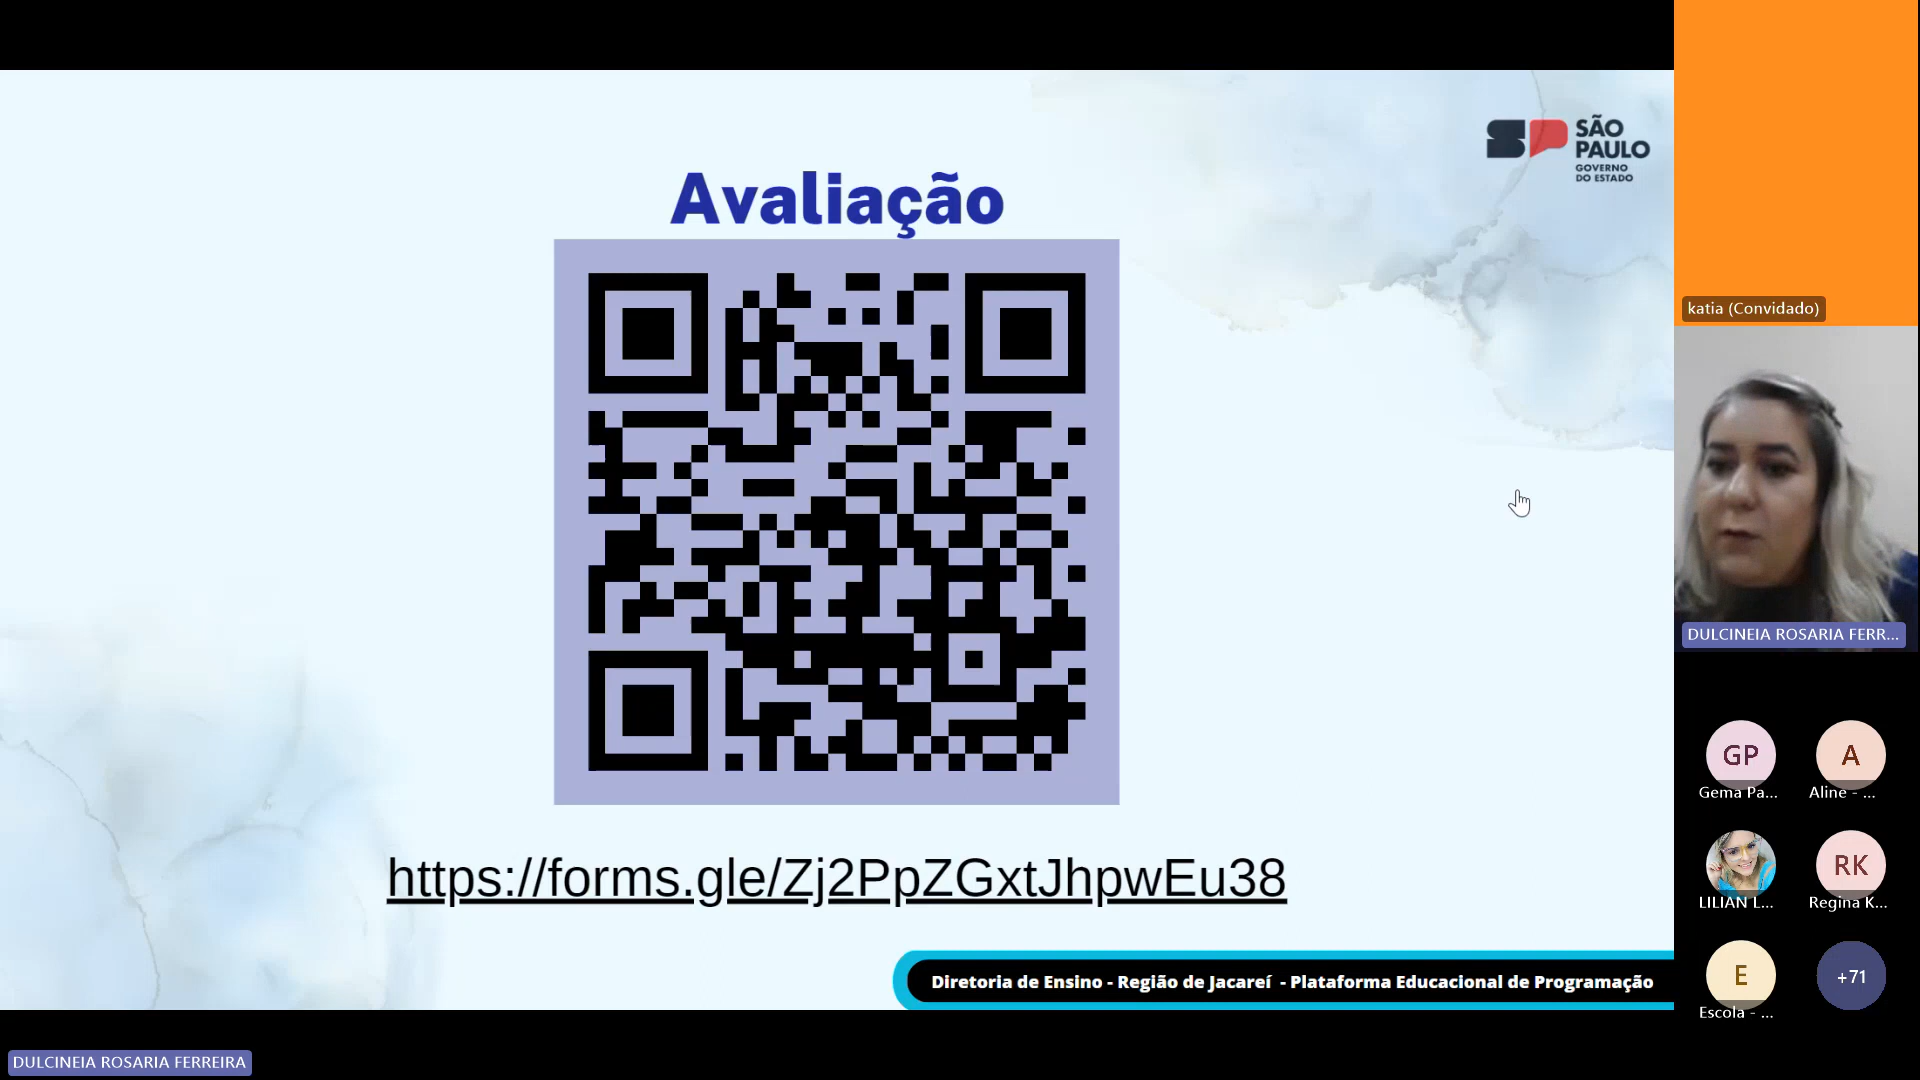 Avaliação
SÃO
PAULO
GOVERNO
DO ESTADO
https://forms.gle/Zj2PpZGxtJhpwEu38
Diretoria de Ensino - Região de Jacareí - Plataforma Educacional de Programação
DULCINEIA ROSARIA FERREIRA
katia (Convidado)
DULCINEIA ROSARIA FERR...
GP
Gema Pa...
A
Aline - ...
LILIAN L...
RK
Regina K...
E
Escola - ...
+71